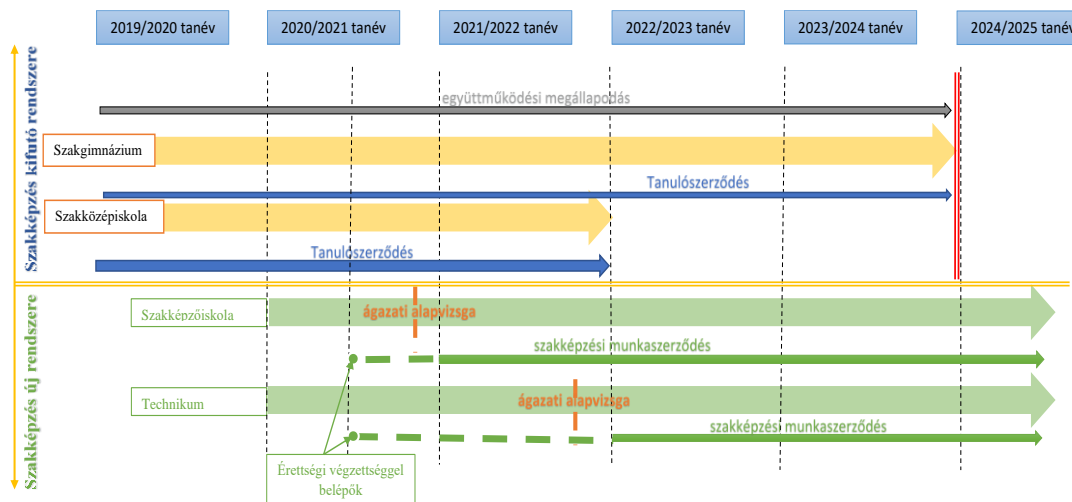 2019/2020 tanév
2020/2021 tanév
2021/2022 tanév
2022/2023 tanév
2023/2024 tanév
2024/2025 tanév
Szakképzés kifutó rendszere
együttműködési megállapodás
Szakgimnázium
Tanulószerződés
Szakközépiskola
Tanulószerződés
Szakképzés új rendszere
Szakképzőiskola
ágazati alapvizsga
szakképzési munkaszerződés
Technikum
ágazati alapvizsga
szakképzési munkaszerződés
Érettségi végzettséggel
belépők